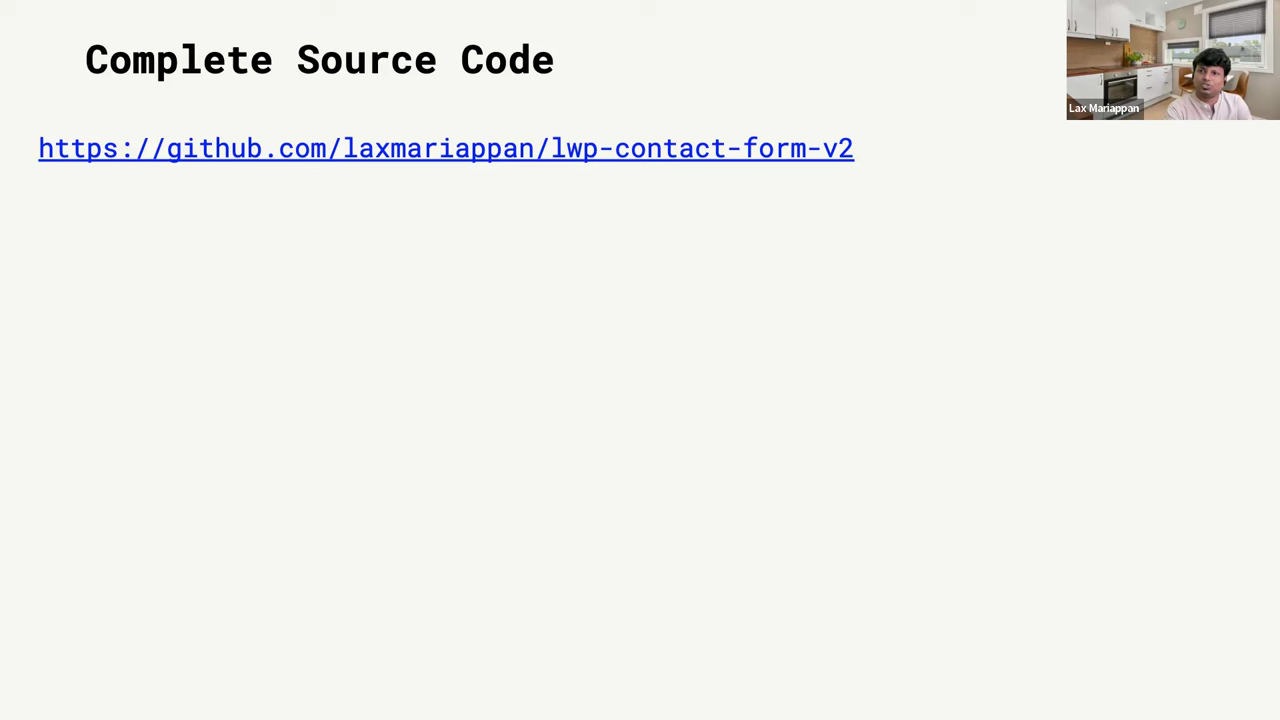 Complete Source Code
https://github.com/laxmariappan/lwp-contact-form-v2
Lax Mariappan